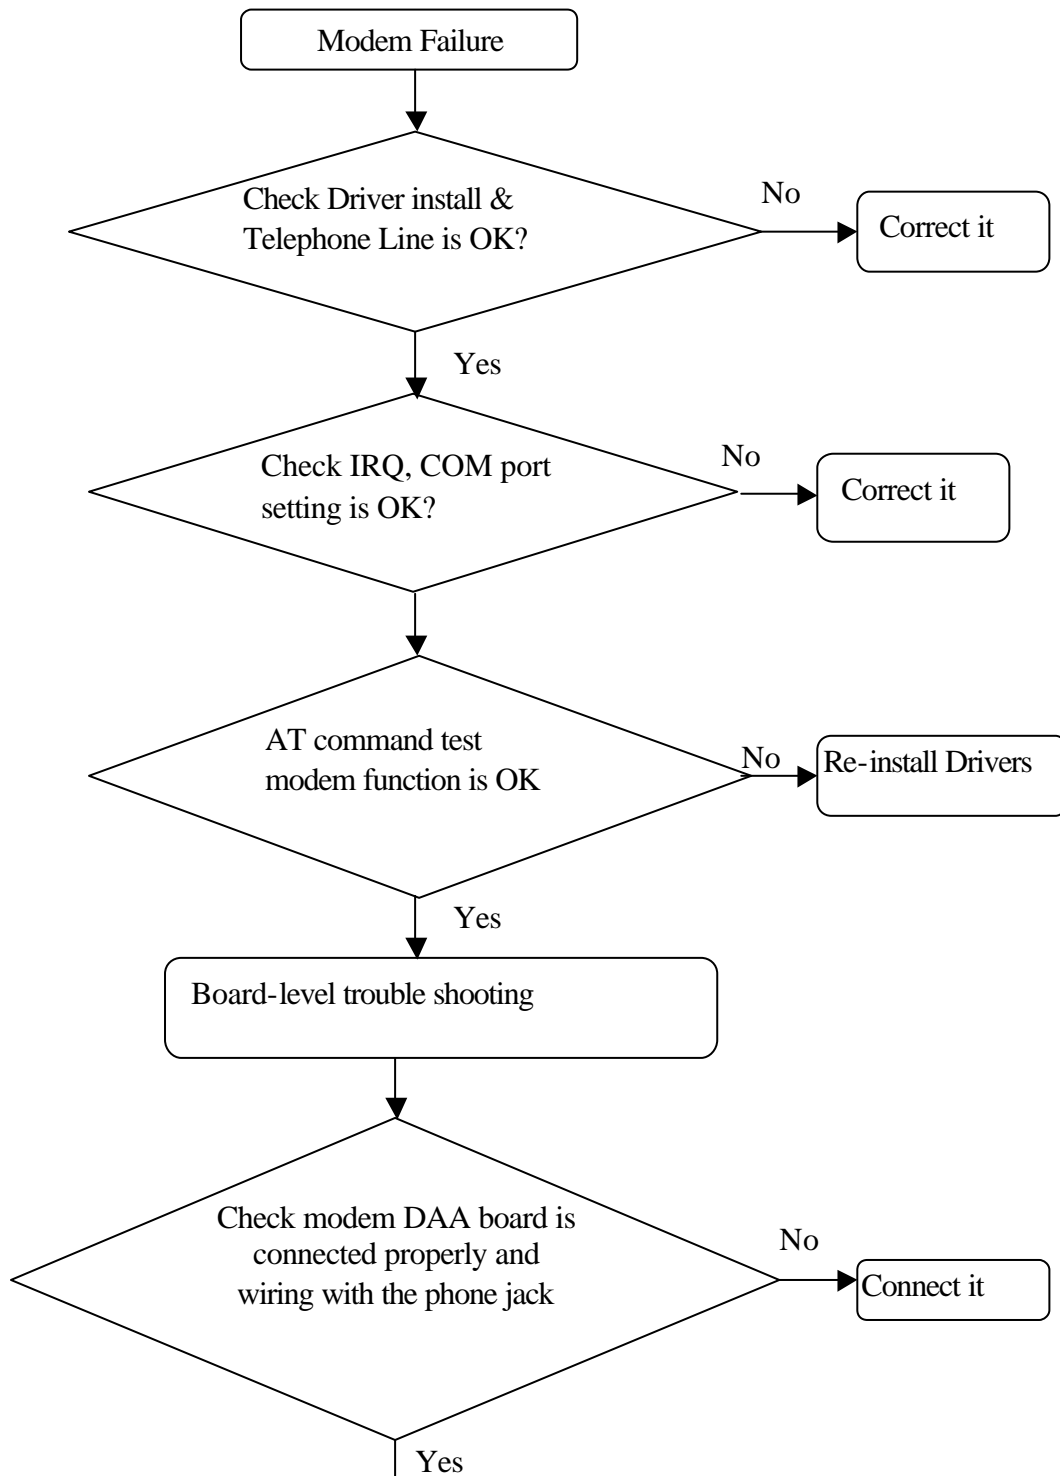 Modem Failure
Check Driver install &
Telephone Line is OK?
No
Correct it
Yes
Check IRQ, COM port
setting is OK?
No
Correct it
AT command test
modem function is OK
No
Re-install Drivers
Yes
Board-level trouble shooting
Check modem DAA board is
connected properly and
wiring with the phone jack
No
Connect it
Yes